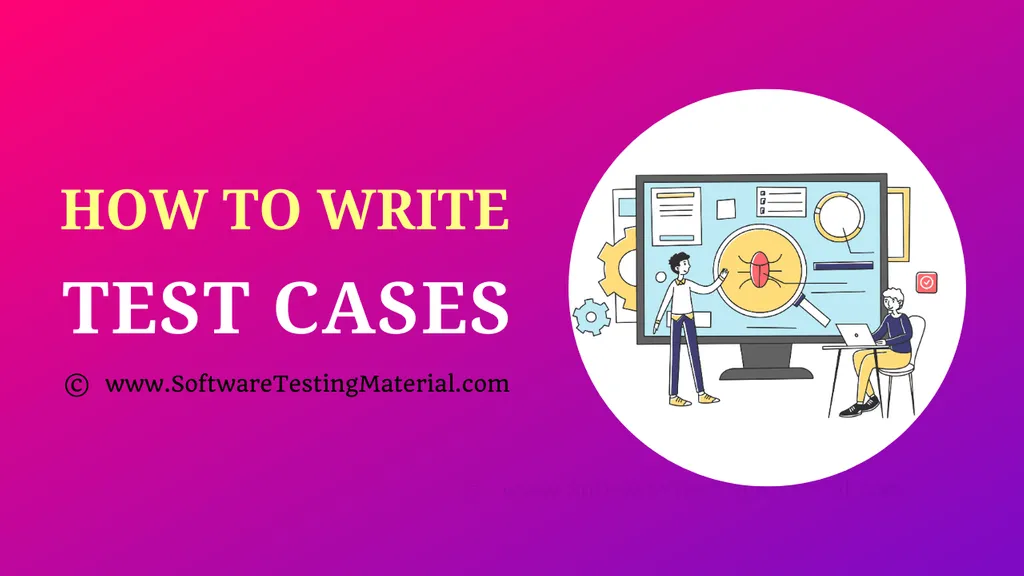 HOW TO WRITE
TEST CASES
© www.SoftwareTestingMaterial.com